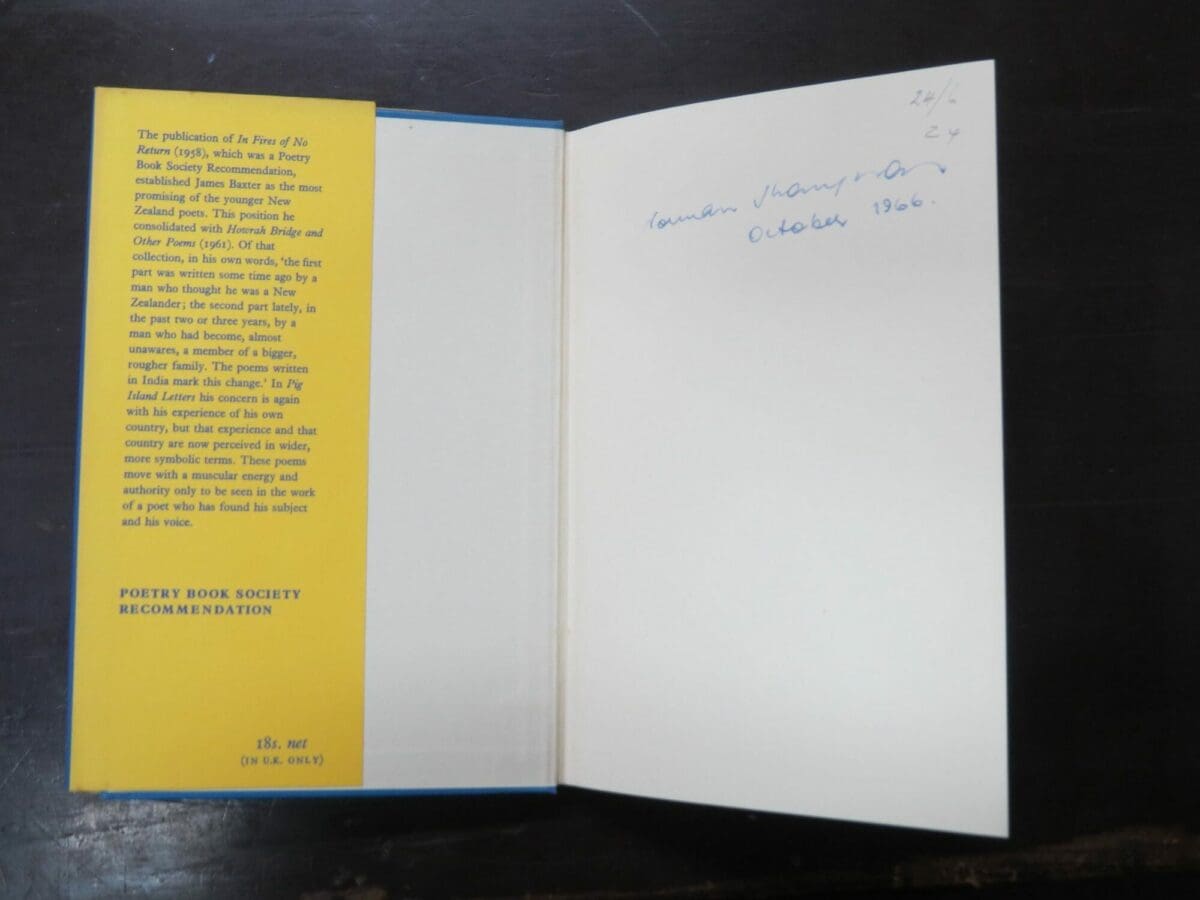 The publication of In Fires of No
Return (1958), which was a Poetry
Book Society Recommendation,
established James Baxter as the most
promising of the younger New
Zealand poets. This position he
consolidated with Howrah Bridge and
Other Poems (1961). Of that
collection, in his own words, ‘the first
part was written some time ago by a
man who thought he was a New
Zealander; the second part lately, in
the past two or three years, by a
man who had become, almost
unawares, a member of a bigger,
rougher family. The poems written
in India mark this change.’ In Pig
Island Letters his concern is again
with his experience of his own
country, but that experience and that
country are now perceived in wider,
more symbolic terms. These poems
move with a muscular energy and
authority only to be seen in the work
of a poet who has found his subject
and his voice.
POETRY BOOK SOCIETY
RECOMMENDATION
18s. net
(IN U.K. ONLY)
24/6
October 1966.